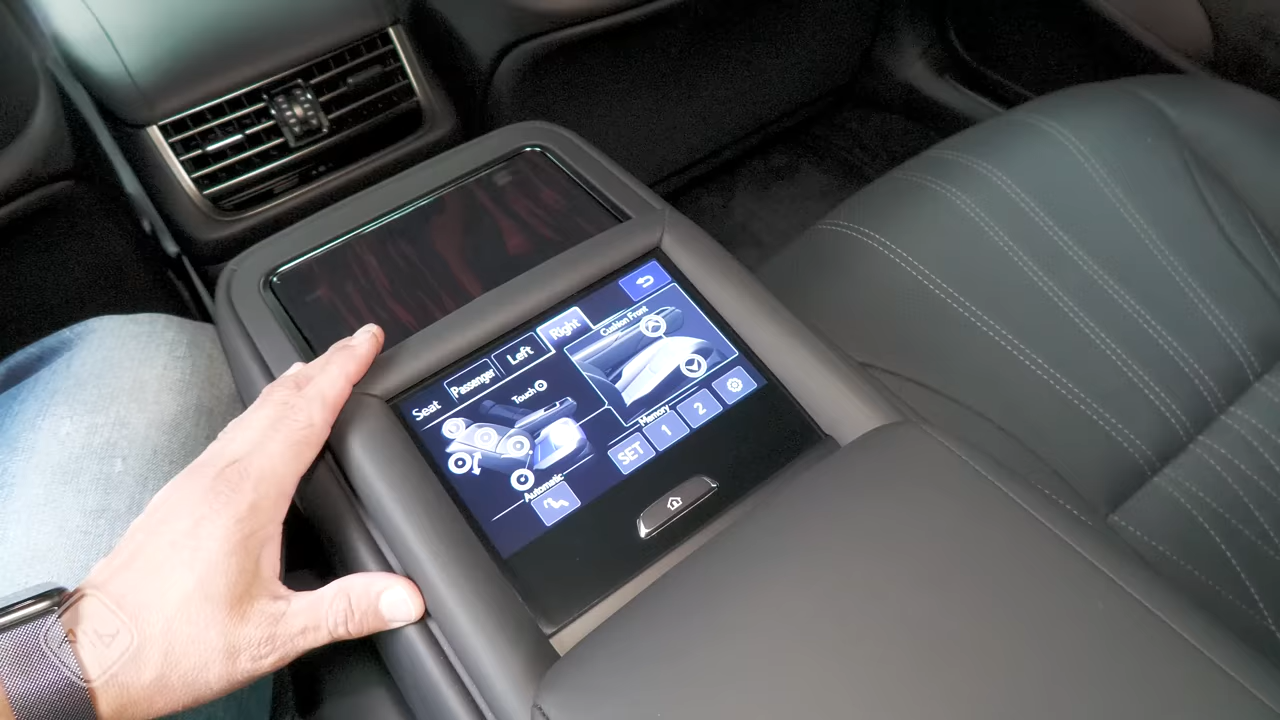 Seat
Passenger
Left
Right
Touch
Cushion Front
Automatic
Memory
SET
1
2